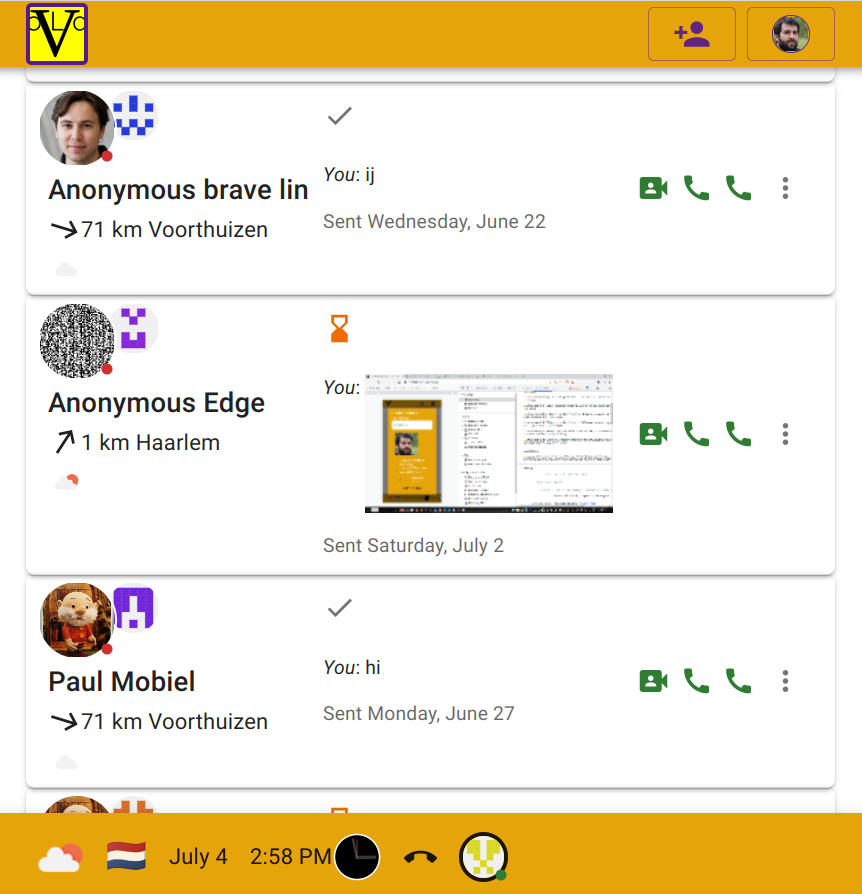 VOLO
Anonymous brave lin
71 km Voorthuizen
You: ij
Sent Wednesday, June 22
Anonymous Edge
1 km Haarlem
You:
Sent Saturday, July 2
Paul Mobiel
71 km Voorthuizen
You: hi
Sent Monday, June 27
July 4 2:58 PM